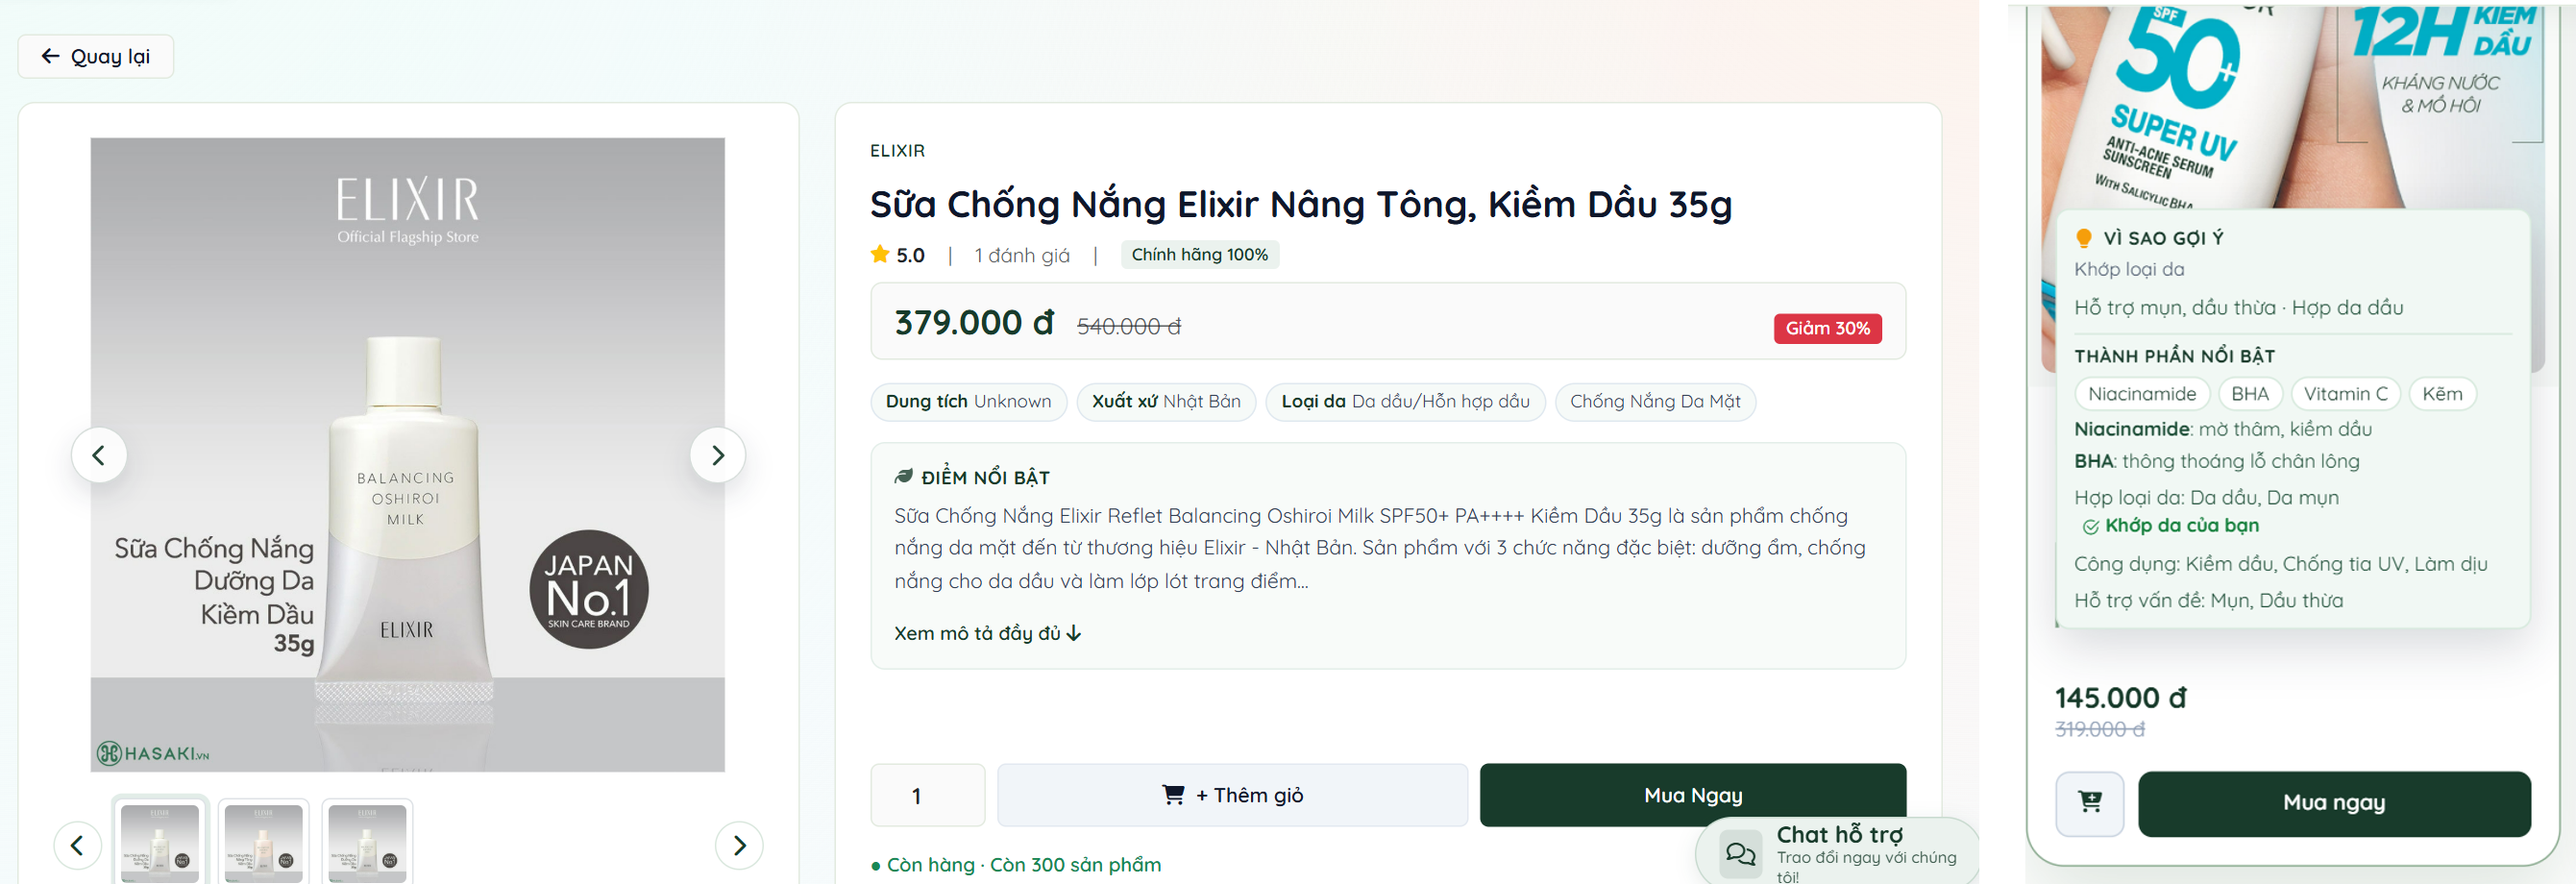 Quay lại
ELIXIR
Official Flagship Store
BALANCING
OSHIROI
MILK
ELIXIR
Sữa Chống Nắng
Dưỡng Da
Kiềm Dầu
35g
JAPAN
No.1
SKIN CARE BRAND
HASAKI.VN
ELIXIR
Sữa Chống Nắng Elixir Nâng Tông, Kiềm Dầu 35g
5.0 | 1 đánh giá | Chính hãng 100%
379.000 đ 540.000 đ Giảm 30%
Dung tích Unknown Xuất xứ Nhật Bản Loại da Da dầu/Hỗn hợp dầu Chống Nắng Da Mặt
ĐIỂM NỔI BẬT
Sữa Chống Nắng Elixir Reflet Balancing Oshiroi Milk SPF50+ PA++++ Kiềm Dầu 35g là sản phẩm chống
nắng da mặt đến từ thương hiệu Elixir - Nhật Bản. Sản phẩm với 3 chức năng đặc biệt: dưỡng ẩm, chống
nắng cho da dầu và làm lớp lót trang điểm...
Xem mô tả đầy đủ
1 + Thêm giỏ Mua Ngay
• Còn hàng · Còn 300 sản phẩm
Chat hỗ trợ
Trao đổi ngay với chúng
tôi!
SPF
50+
SUPER UV
ANTI-ACNE SERUM
SUNSCREEN
WITH SALICYLIC BHA
12H KIỀM
DẦU
KHÁNG NƯỚC
& MỒ HÔI
VÌ SAO GỢI Ý
Khớp loại da
Hỗ trợ mụn, dầu thừa · Hợp da dầu
THÀNH PHẦN NỔI BẬT
Niacinamide BHA Vitamin C Kẽm
Niacinamide: mờ thâm, kiềm dầu
BHA: thông thoáng lỗ chân lông
Hợp loại da: Da dầu, Da mụn
Khớp da của bạn
Công dụng: Kiềm dầu, Chống tia UV, Làm dịu
Hỗ trợ vấn đề: Mụn, Dầu thừa
145.000 đ
319.000 đ
Mua ngay